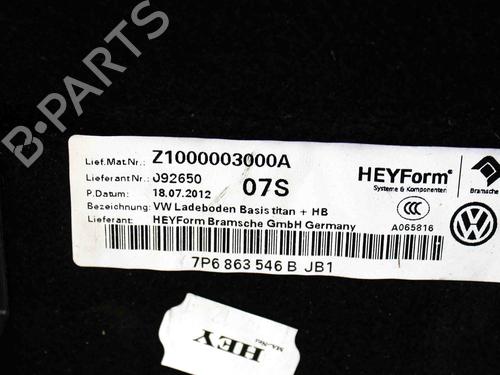 B-PARTS
Lief.Mat.Nr.: Z1000003000A
Lieferant Nr.: 092650 07S
P.Datum: 18.07.2012
Bezeichnung: VW Ladeboden Basis titan + HB
Lieferant: HEYForm Bramsche GmbH Germany
HEYForm®
Systeme & Komponenten
Bramsche
CCC
A065816
7P6 863 546 B JB1
HEY